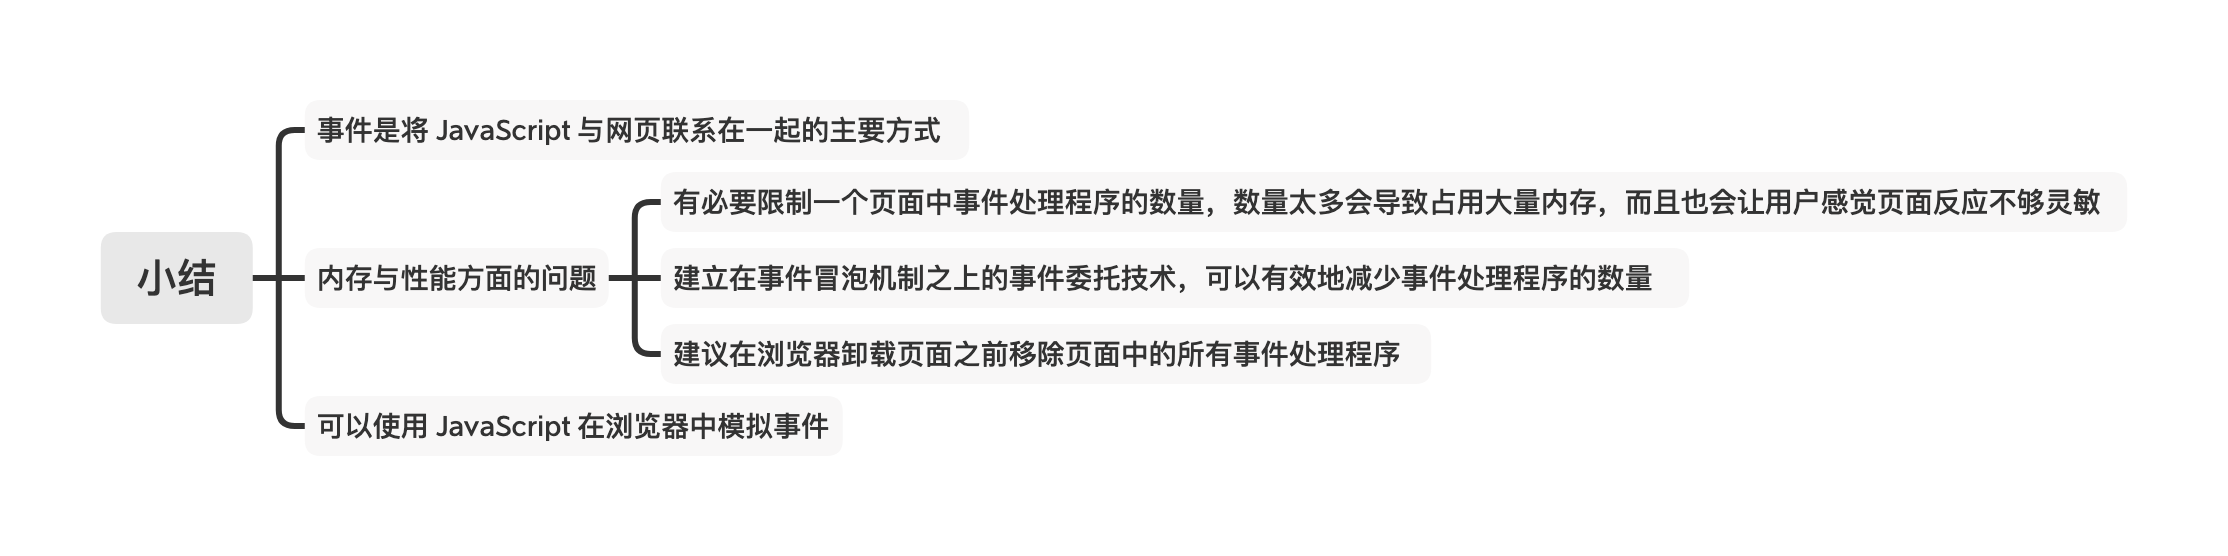 小结
事件是将 JavaScript 与网页联系在一起的主要方式
内存与性能方面的问题
有必要限制一个页面中事件处理程序的数量，数量太多会导致占用大量内存，而且也会让用户感觉页面反应不够灵敏
建立在事件冒泡机制之上的事件委托技术，可以有效地减少事件处理程序的数量
建议在浏览器卸载页面之前移除页面中的所有事件处理程序
可以使用 JavaScript 在浏览器中模拟事件